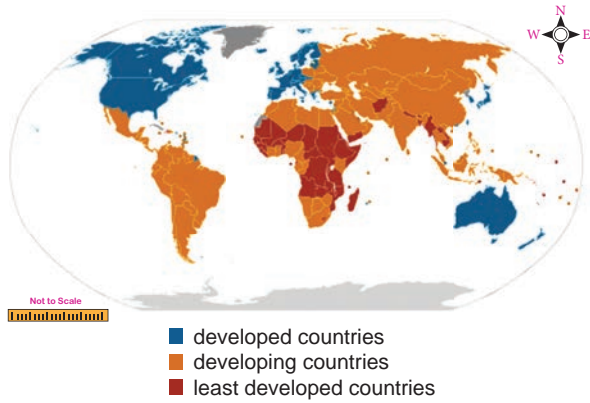 N
W E
S
Not to Scale
developed countries
developing countries
least developed countries